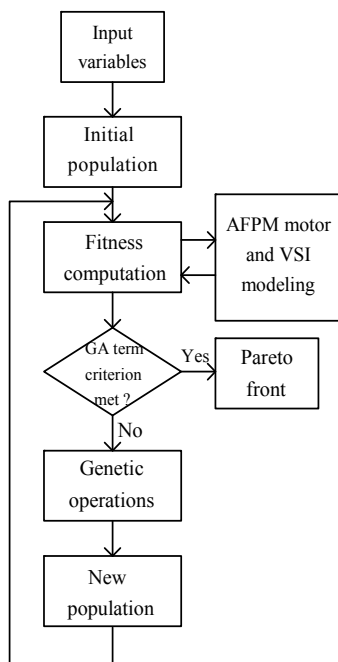 Input
variables
Initial
population
Fitness
computation
AFPM motor
and VSI
modeling
GA term
criterion
met ?
Yes
Pareto
front
No
Genetic
operations
New
population